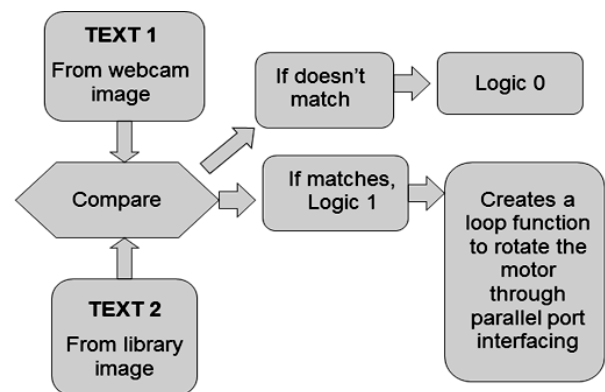 TEXT 1
From webcam
image
If doesn't
match
Logic 0
Compare
If matches,
Logic 1
Creates a
loop function
to rotate the
motor
through
parallel port
interfacing
TEXT 2
From library
image